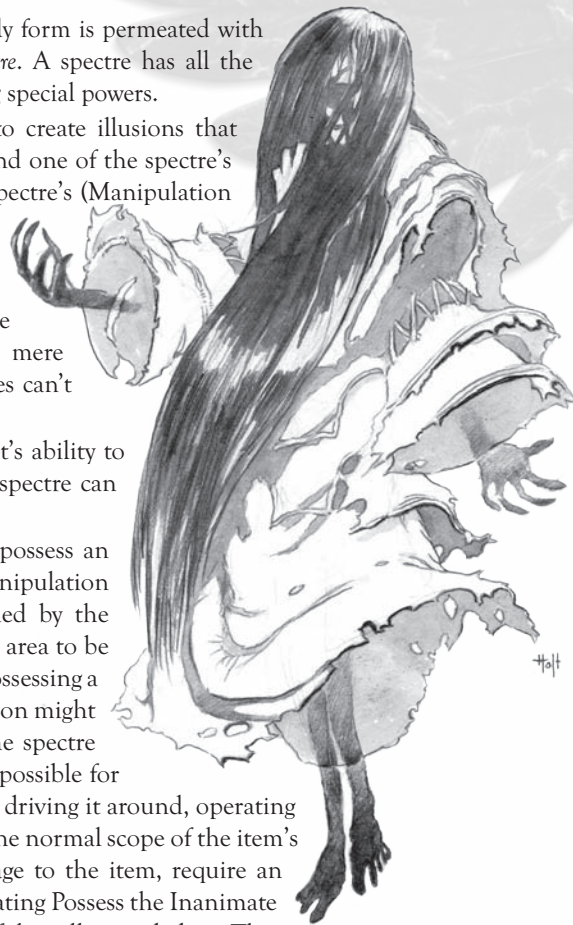 ly form is permeated with
re. A spectre has all the
special powers.
to create illusions that
nd one of the spectre's
pectre's (Manipulation
e
mere
es can't
t's ability to
spectre can
possess an
nipulation
ed by the
area to be
ossessing a
on might
he spectre
possible for
driving it around, operating
he normal scope of the item's
ge to the item, require an
ating Possess the Inanimate
Holt